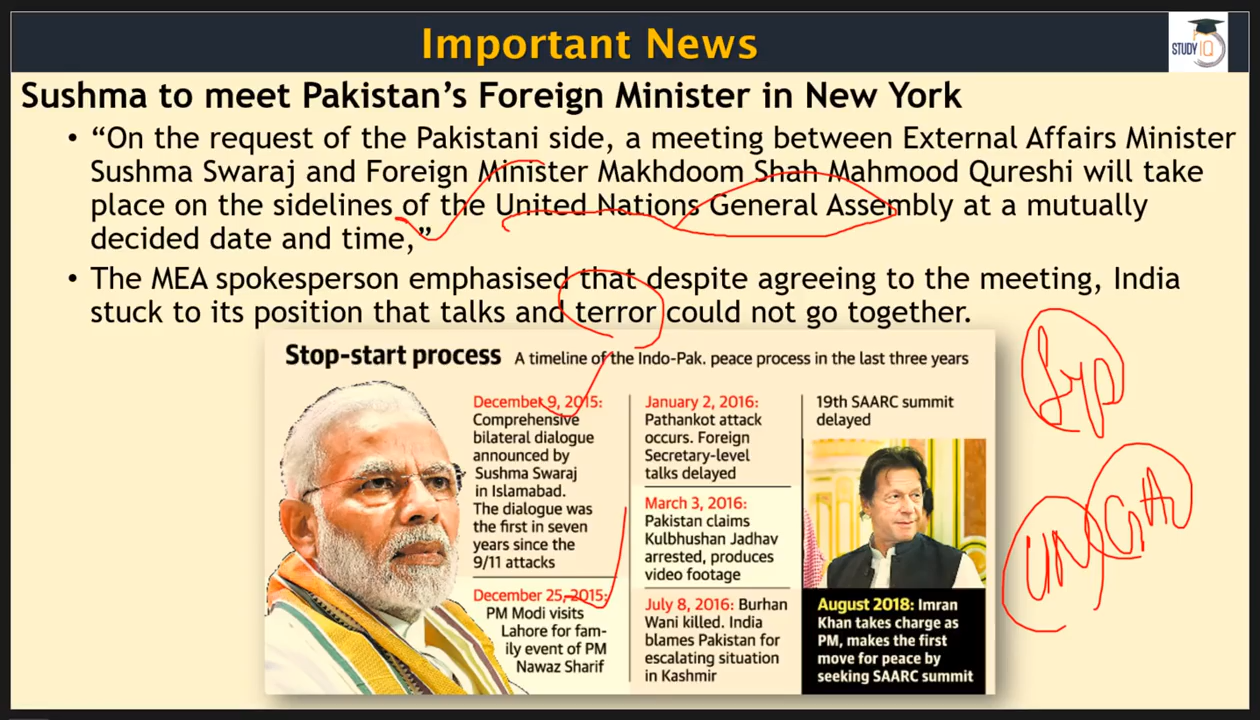 Important News
STUDY IQ
Sushma to meet Pakistan's Foreign Minister in New York
• “On the request of the Pakistani side, a meeting between External Affairs Minister
Sushma Swaraj and Foreign Minister Makhdoom Shah Mahmood Qureshi will take
place on the sidelines of the United Nations General Assembly at a mutually
decided date and time,”
• The MEA spokesperson emphasised that despite agreeing to the meeting, India
stuck to its position that talks and terror could not go together.
Stop-start process A timeline of the Indo-Pak. peace process in the last three years
December 9, 2015:
Comprehensive
bilateral dialogue
announced by
Sushma Swaraj
in Islamabad.
The dialogue was
the first in seven
years since the
9/11 attacks
December 25, 2015:
PM Modi visits
Lahore for fam-
ily event of PM
Nawaz Sharif
January 2, 2016:
Pathankot attack
occurs. Foreign
Secretary-level
talks delayed
March 3, 2016:
Pakistan claims
Kulbhushan Jadhav
arrested, produces
video footage
July 8, 2016: Burhan
Wani killed. India
blames Pakistan for
escalating situation
in Kashmir
19th SAARC summit
delayed
August 2018: Imran
Khan takes charge as
PM, makes the first
move for peace by
seeking SAARC summit
UN GA